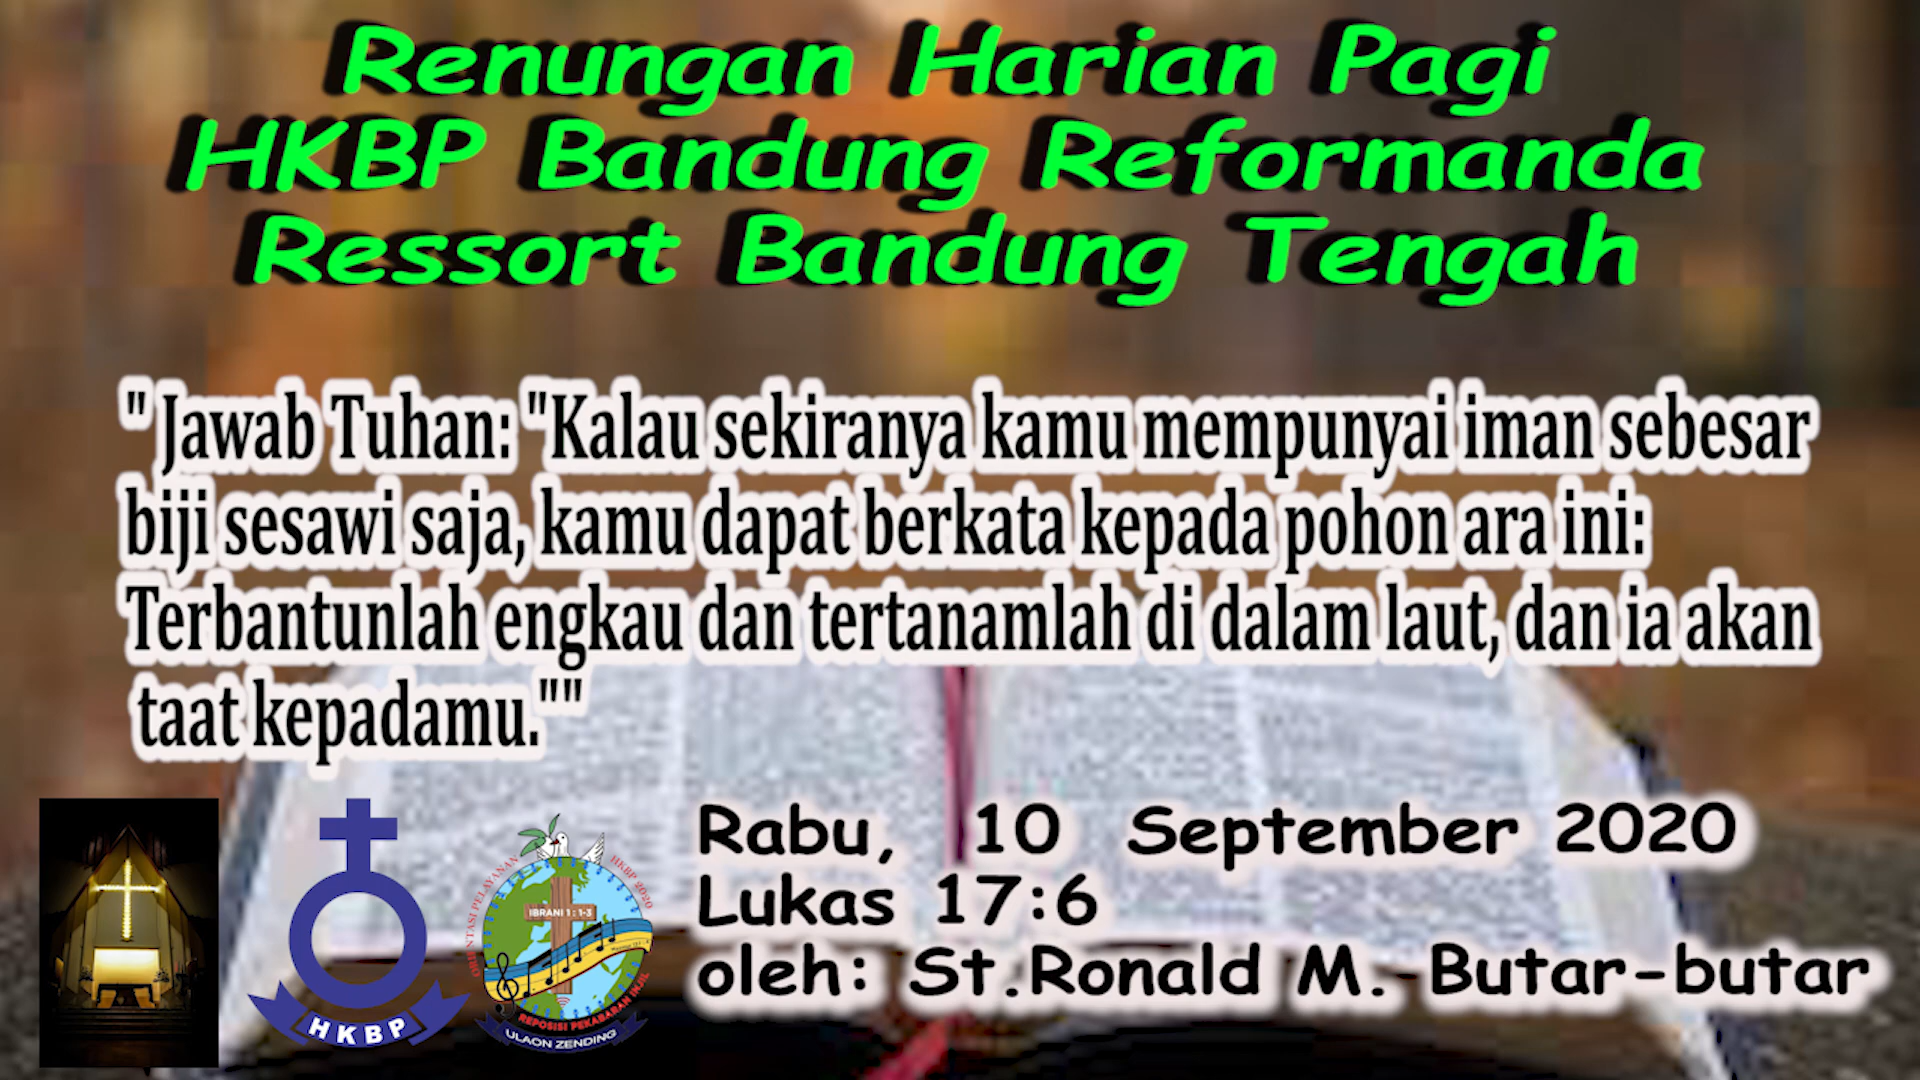 Renungan Harian Pagi
HKBP Bandung Reformanda
Ressort Bandung Tengah
" Jawab Tuhan: "Kalau sekiranya kamu mempunyai iman sebesar
biji sesawi saja, kamu dapat berkata kepada pohon ara ini:
Terbantunlah engkau dan tertanamlah di dalam laut, dan ia akan
taat kepadamu.""
Rabu, 10 September 2020
Lukas 17:6
oleh: St.Ronald M. Butar-butar
HKBP
ORIENTASI PELAYANAN HKBP 2020
IBRANI 1 : 1-3
REPOSISI PEKABARAN INJIL
ULAON ZENDING